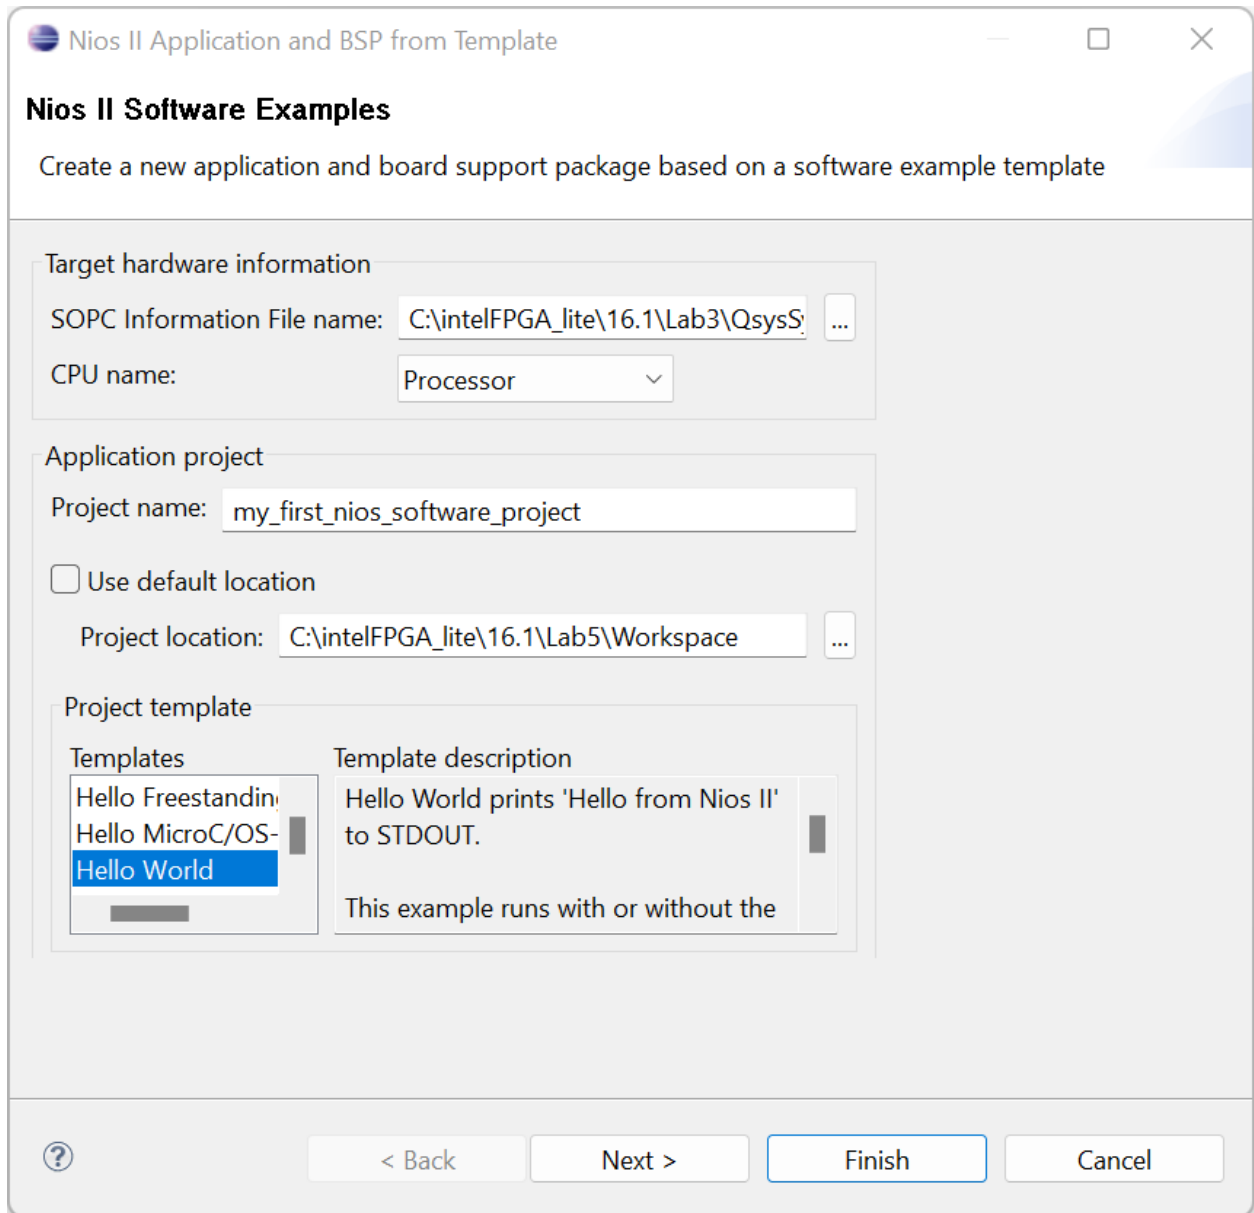 Nios II Application and BSP from Template
Nios II Software Examples
Create a new application and board support package based on a software example template
Target hardware information
SOPC Information File name: C:\intelFPGA_lite\16.1\Lab3\QsysSy ...
CPU name: Processor
Application project
Project name: my_first_nios_software_project
Use default location
Project location: C:\intelFPGA_lite\16.1\Lab5\Workspace ...
Project template
Templates Template description
Hello Freestanding Hello World prints 'Hello from Nios II'
Hello MicroC/OS- to STDOUT.
Hello World
This example runs with or without the
? < Back Next > Finish Cancel